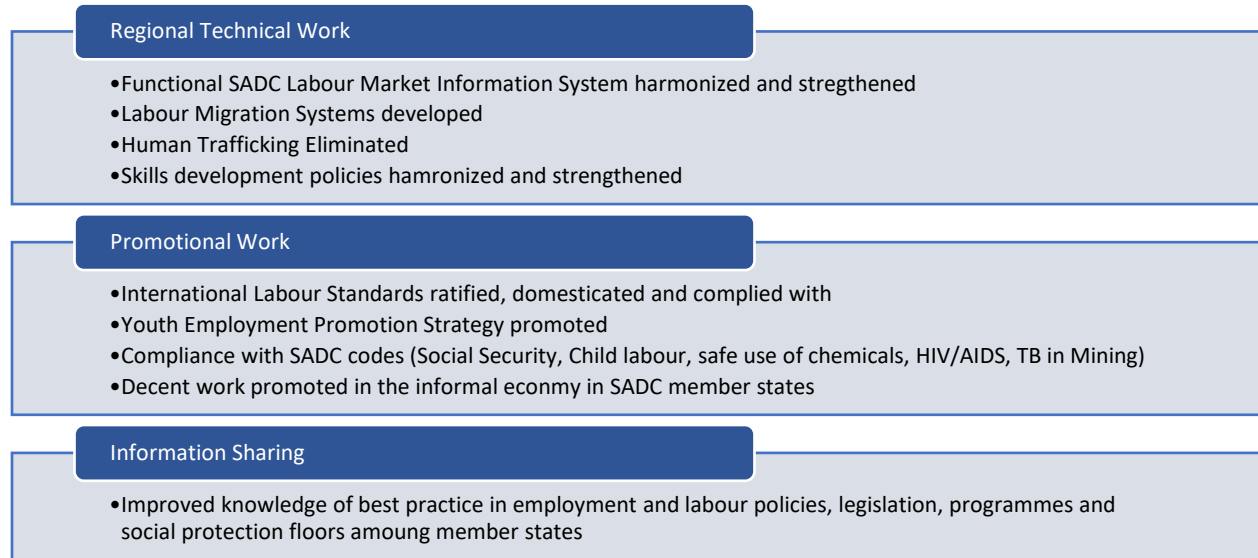 Regional Technical Work
•Functional SADC Labour Market Information System harmonized and stregthened
•Labour Migration Systems developed
•Human Trafficking Eliminated
•Skills development policies hamronized and strengthened
Promotional Work
•International Labour Standards ratified, domesticated and complied with
•Youth Employment Promotion Strategy promoted
•Compliance with SADC codes (Social Security, Child labour, safe use of chemicals, HIV/AIDS, TB in Mining)
•Decent work promoted in the informal econmy in SADC member states
Information Sharing
•Improved knowledge of best practice in employment and labour policies, legislation, programmes and
social protection floors amoung member states